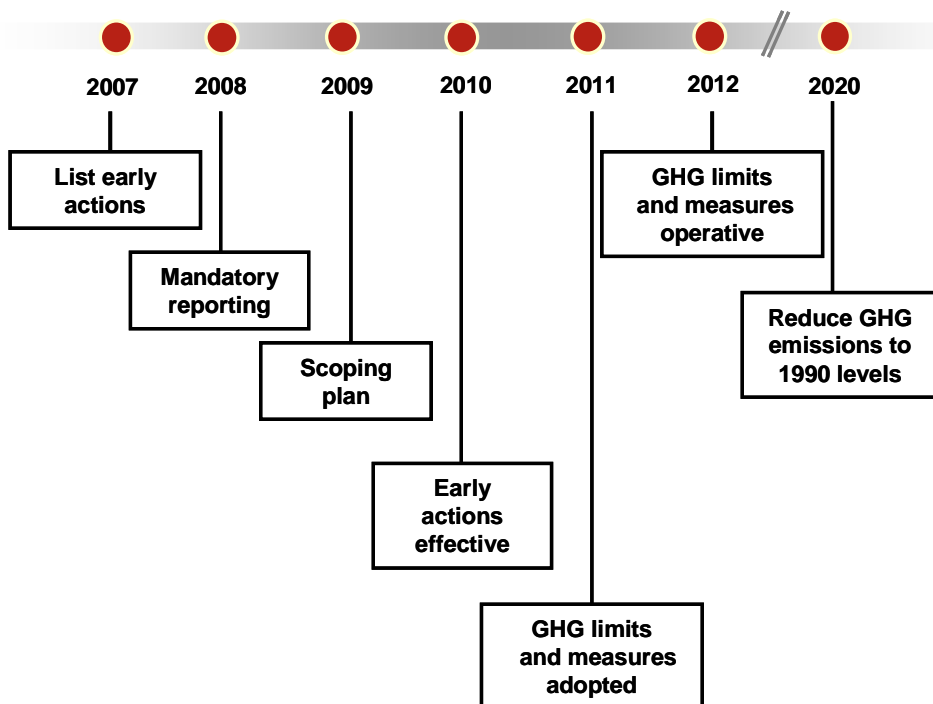 2007
2008
2009
2010
2011
2012
2020
List early
actions
Mandatory
reporting
Scoping
plan
Early
actions
effective
GHG limits
and measures
adopted
GHG limits
and measures
operative
Reduce GHG
emissions to
1990 levels